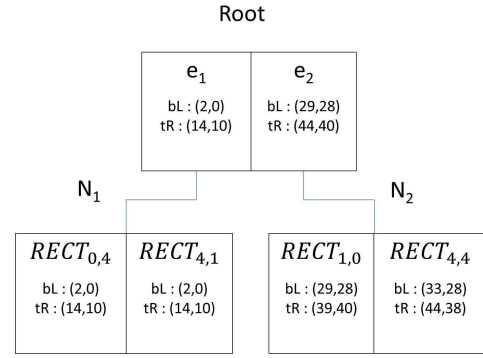 Root
e₁ e₂
bL : (2,0) bL : (29,28)
tR : (14,10) tR : (44,40)
N₁ N₂
RECT₀,₄ RECT₄,₁ RECT₁,₀ RECT₄,₄
bL : (2,0) bL : (2,0) bL : (29,28) bL : (33,28)
tR : (14,10) tR : (14,10) tR : (39,40) tR : (44,38)